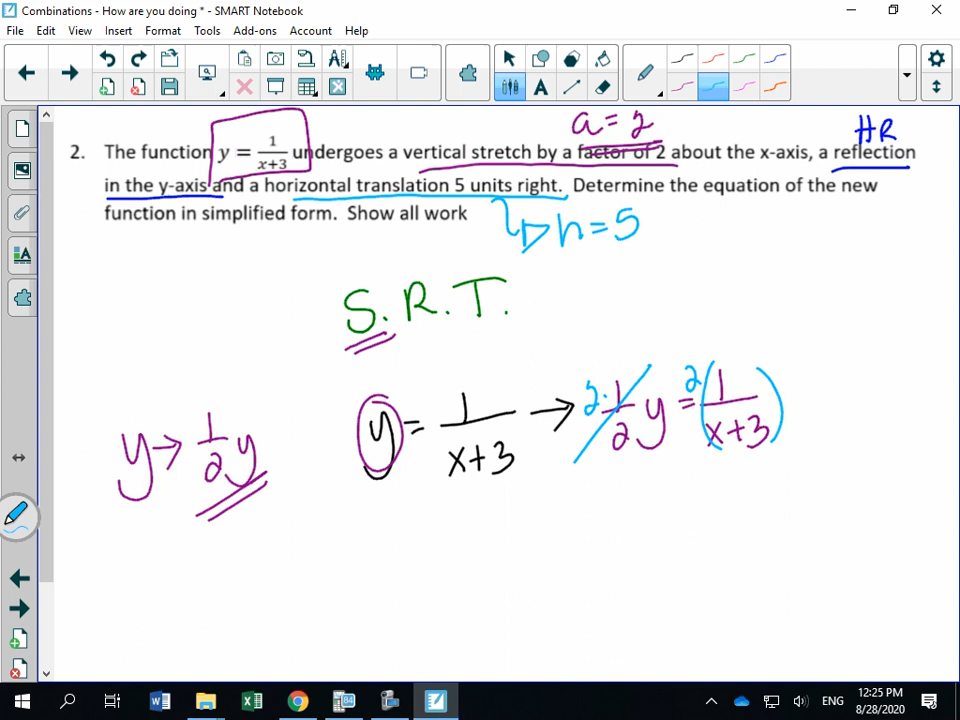 Combinations - How are you doing * - SMART Notebook
File Edit View Insert Format Tools Add-ons Account Help
a = 2
HR
2. The function y = 1/(x+3) undergoes a vertical stretch by a factor of 2 about the x-axis, a reflection
in the y-axis and a horizontal translation 5 units right. Determine the equation of the new
function in simplified form. Show all work
h = 5
S. R. T.
y = 1/(x+3) → 2· 1/2 y = 2(1/(x+3))
y → 1/2 y
ENG
12:25 PM
8/28/2020